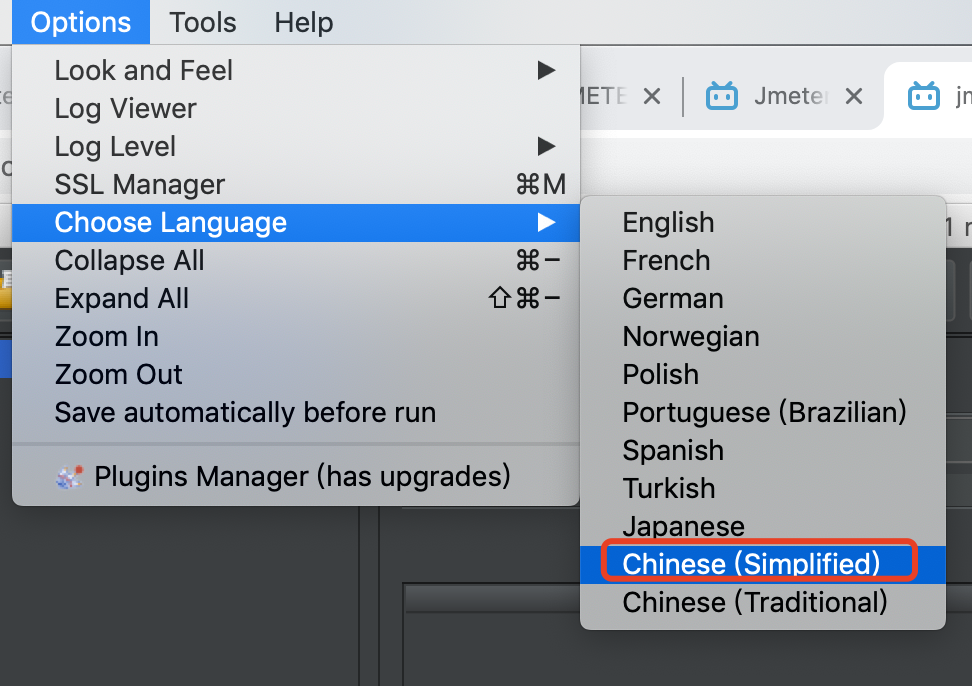 Options Tools Help
Look and Feel
Log Viewer
Log Level
SSL Manager ⌘M
Choose Language
Collapse All ⌘−
Expand All ⇧⌘−
Zoom In
Zoom Out
Save automatically before run
Plugins Manager (has upgrades)
Jmeter
English
French
German
Norwegian
Polish
Portuguese (Brazilian)
Spanish
Turkish
Japanese
Chinese (Simplified)
Chinese (Traditional)